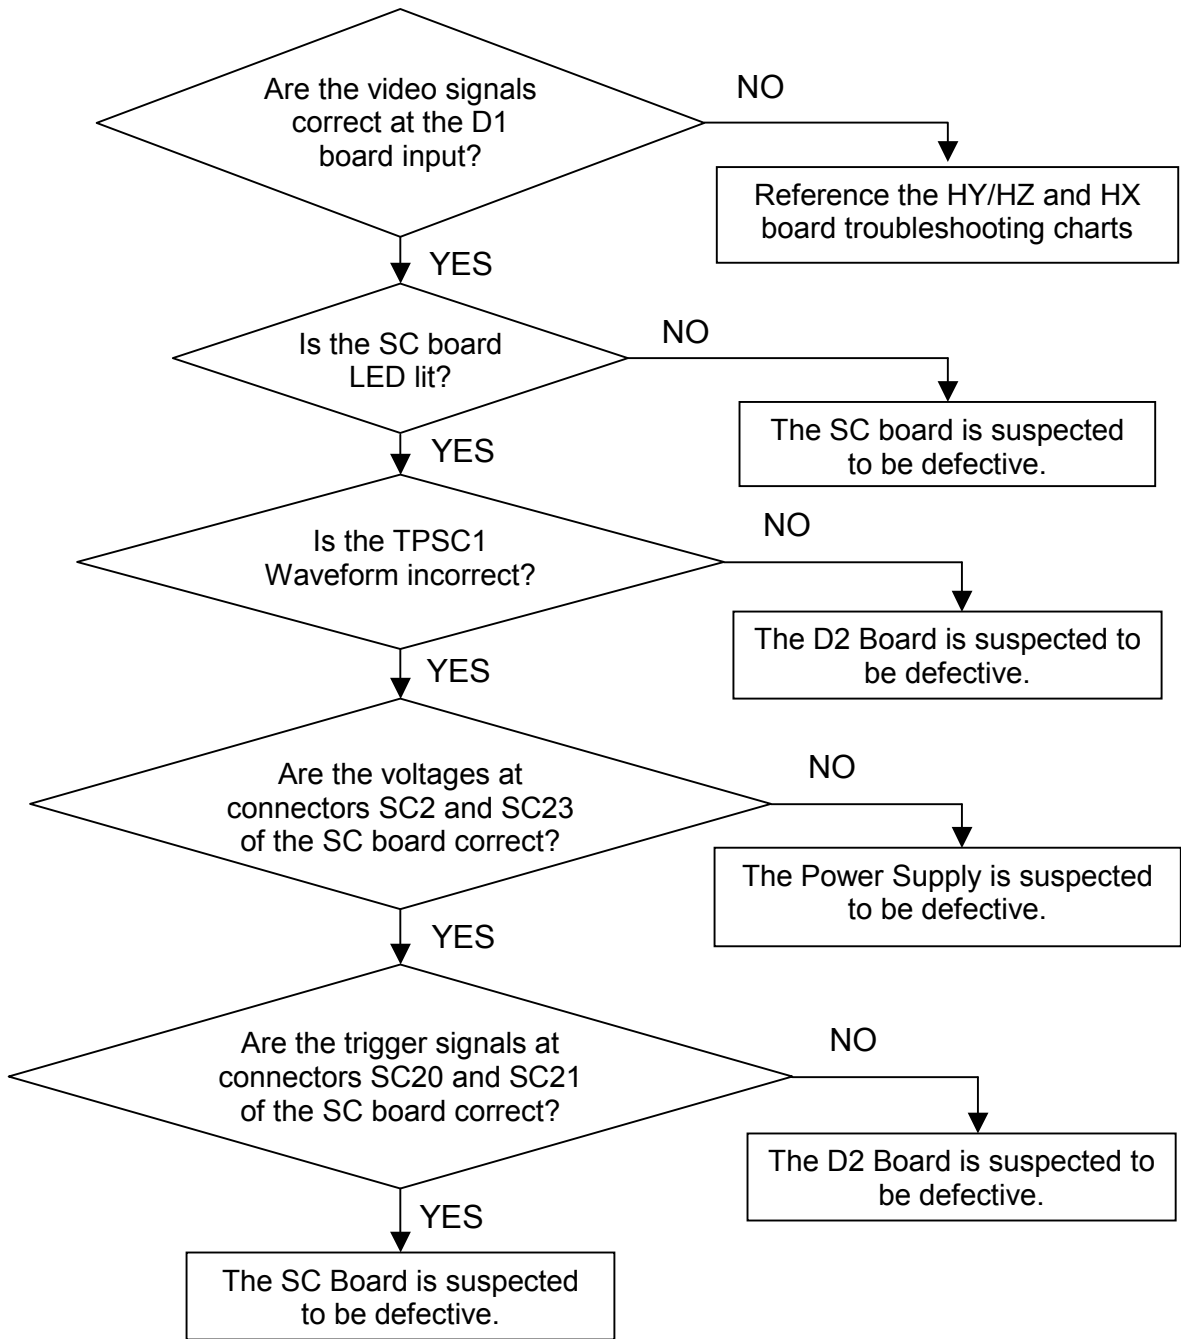 Are the video signals
correct at the D1
board input?
NO
Reference the HY/HZ and HX
board troubleshooting charts
YES
Is the SC board
LED lit?
NO
The SC board is suspected
to be defective.
YES
Is the TPSC1
Waveform incorrect?
NO
The D2 Board is suspected to
be defective.
YES
Are the voltages at
connectors SC2 and SC23
of the SC board correct?
NO
The Power Supply is suspected
to be defective.
YES
Are the trigger signals at
connectors SC20 and SC21
of the SC board correct?
NO
The D2 Board is suspected to
be defective.
YES
The SC Board is suspected
to be defective.